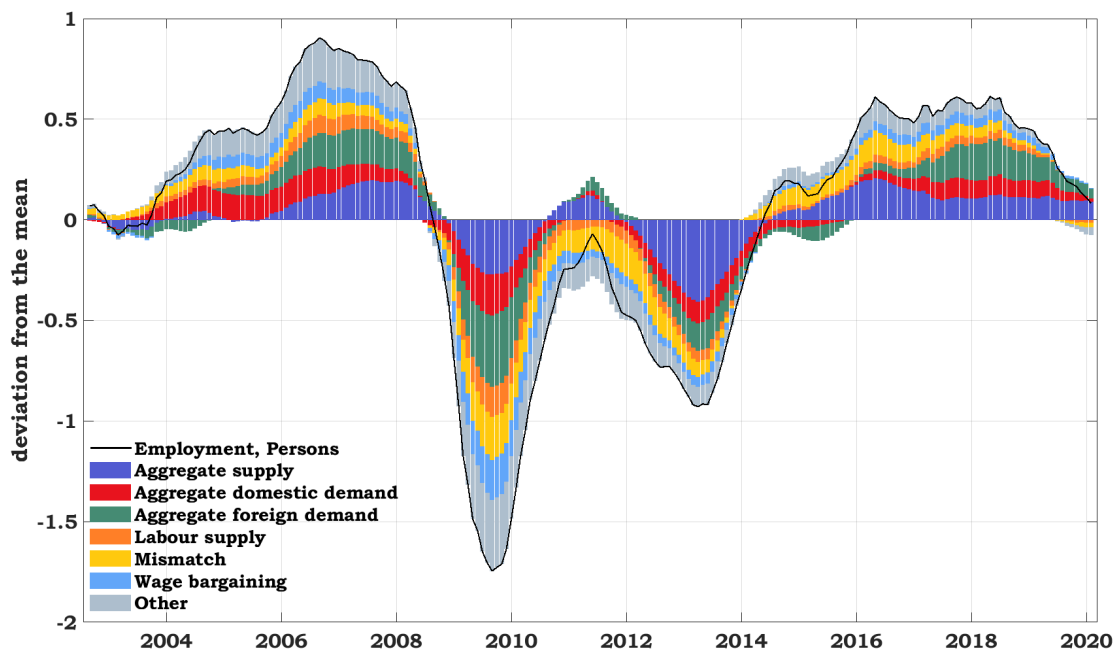 1
0.5
0
-0.5
-1
-1.5
-2
deviation from the mean
Employment, Persons
Aggregate supply
Aggregate domestic demand
Aggregate foreign demand
Labour supply
Mismatch
Wage bargaining
Other
2004 2006 2008 2010 2012 2014 2016 2018 2020